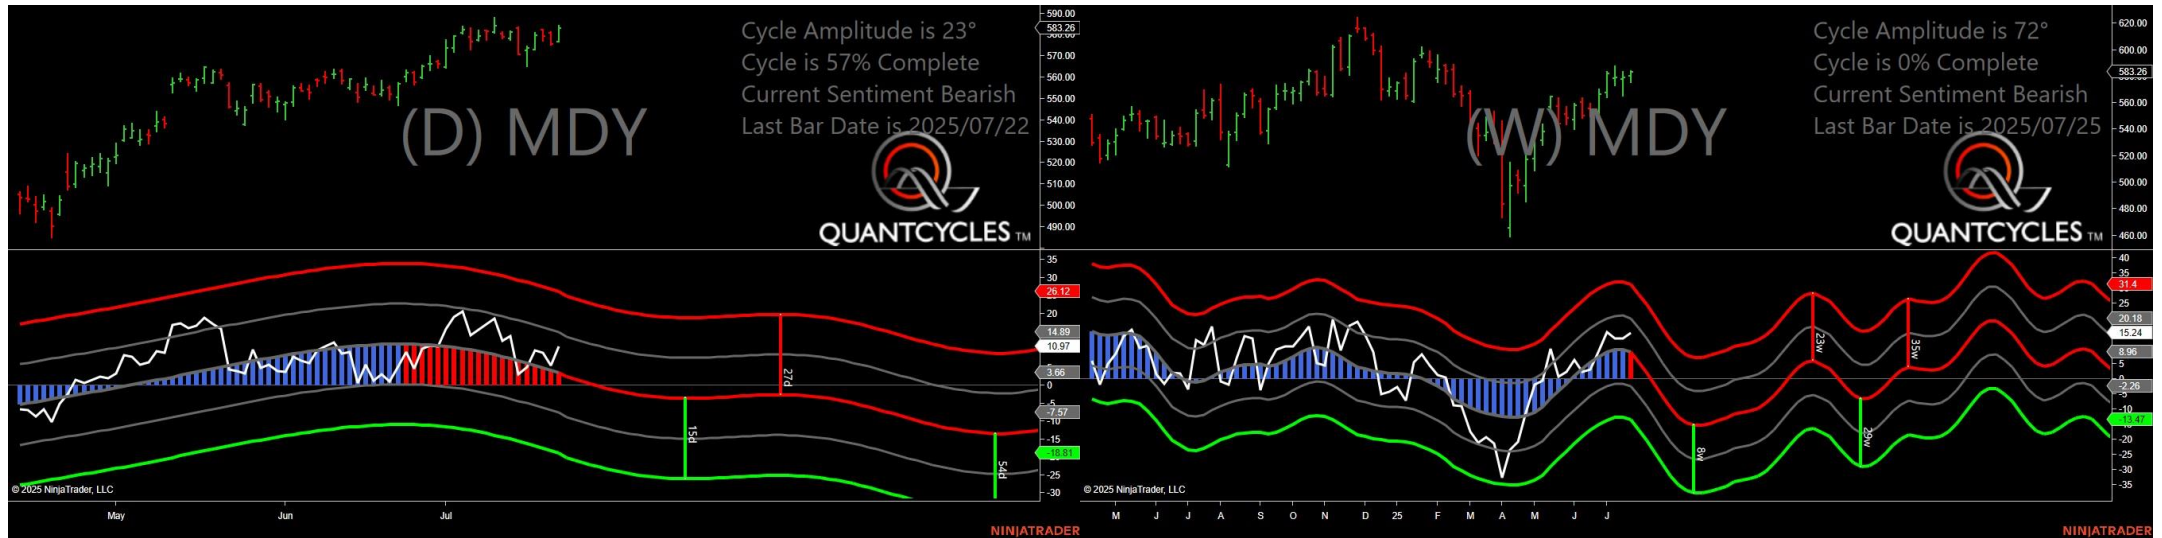 Cycle Amplitude is 23°
Cycle is 57% Complete
Current Sentiment Bearish
Last Bar Date is 2025/07/22
(D) MDY
QUANTCYCLES TM
590.00
583.26
570.00
560.00
550.00
540.00
530.00
520.00
510.00
500.00
490.00
35
30
26.12
20
14.89
10.97
3.66
0
-5
-7.57
-10
-15
-18.81
-25
-30
27d
15d
54d
© 2025 NinjaTrader, LLC
May Jun Jul
NINJATRADER
Cycle Amplitude is 72°
Cycle is 0% Complete
Current Sentiment Bearish
Last Bar Date is 2025/07/25
(W) MDY
QUANTCYCLES TM
620.00
600.00
583.26
560.00
540.00
520.00
500.00
480.00
460.00
40
35
31.4
25
20.18
15.24
8.96
5
0
-2.26
-5
-10
-13.47
-20
-25
-30
-35
23w
35w
8w
29w
© 2025 NinjaTrader, LLC
M J J A S O N D 25 F M A M J J
NINJATRADER